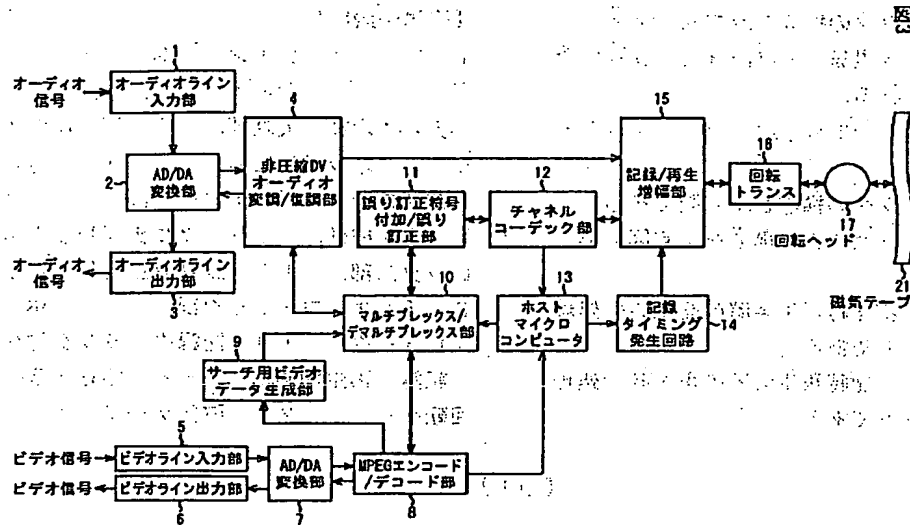 図3
1
オーディオ
信号
オーディオライン
入力部
2
AD/DA
変換部
オーディオ
信号
オーディオライン
出力部
3
4
非圧縮DV
オーディオ
変調/復調部
15
記録/再生
増幅部
16
回転
トランス
17
回転ヘッド
21
磁気テープ
11
誤り訂正符号
付加/誤り
訂正部
12
チャネル
コーデック部
10
マルチプレックス/
デマルチプレックス部
13
ホスト
マイクロ
コンピュータ
記録
タイミング
発生回路
14
9
サーチ用ビデオ
データ生成部
5
ビデオ信号
ビデオライン入力部
ビデオ信号
ビデオライン出力部
6
AD/DA
変換部
7
MPEGエンコード
/デコード部
8